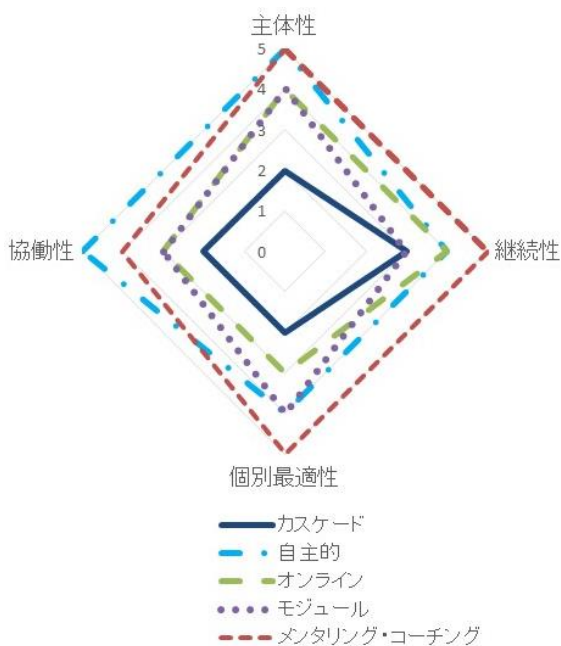 主体性
5
4
3
2
1
0
協働性
継続性
個別最適性
カスケード
自主的
オンライン
モジュール
メンタリング・コーチング